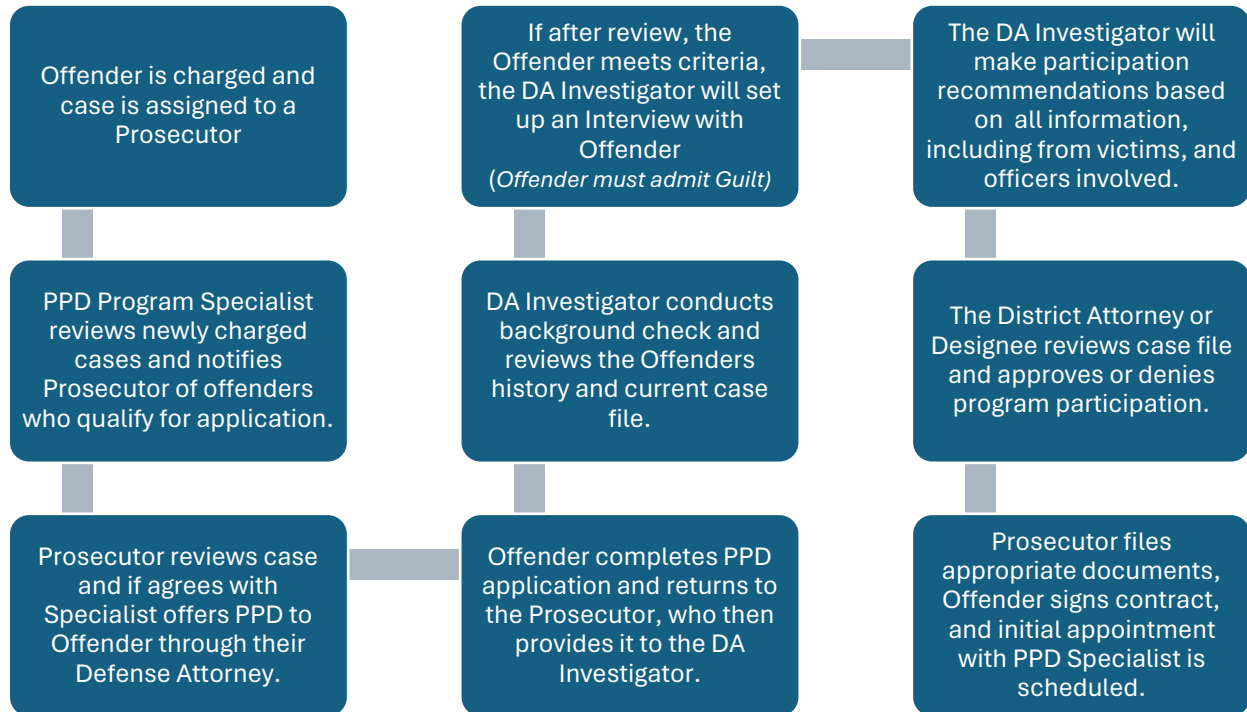 Offender is charged and
case is assigned to a
Prosecutor
PPD Program Specialist
reviews newly charged
cases and notifies
Prosecutor of offenders
who qualify for application.
Prosecutor reviews case
and if agrees with
Specialist offers PPD to
Offender through their
Defense Attorney.
Offender completes PPD
application and returns to
the Prosecutor, who then
provides it to the DA
Investigator.
DA Investigator conducts
background check and
reviews the Offenders
history and current case
file.
If after review, the
Offender meets criteria,
the DA Investigator will set
up an Interview with
Offender
(Offender must admit Guilt)
The DA Investigator will
make participation
recommendations based
on all information,
including from victims, and
officers involved.
The District Attorney or
Designee reviews case file
and approves or denies
program participation.
Prosecutor files
appropriate documents,
Offender signs contract,
and initial appointment
with PPD Specialist is
scheduled.